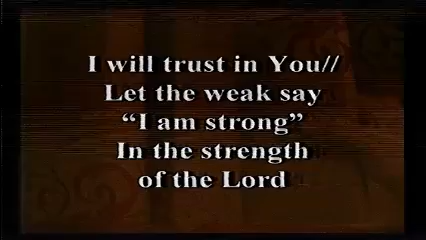 I will trust in You//
Let the weak say
“I am strong”
In the strength
of the Lord